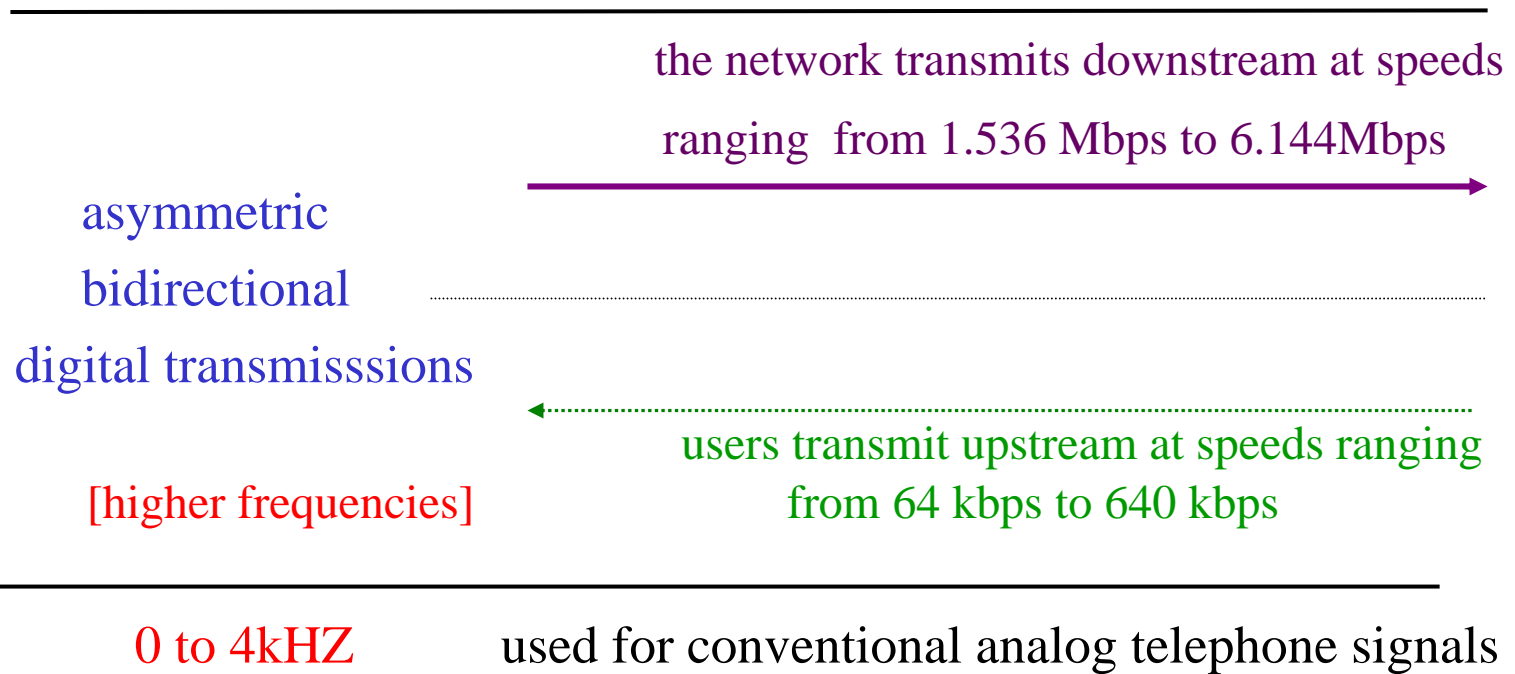 the network transmits downstream at speeds
ranging from 1.536 Mbps to 6.144Mbps
asymmetric
bidirectional
digital transmisssions
users transmit upstream at speeds ranging
from 64 kbps to 640 kbps
[higher frequencies]
0 to 4kHZ used for conventional analog telephone signals